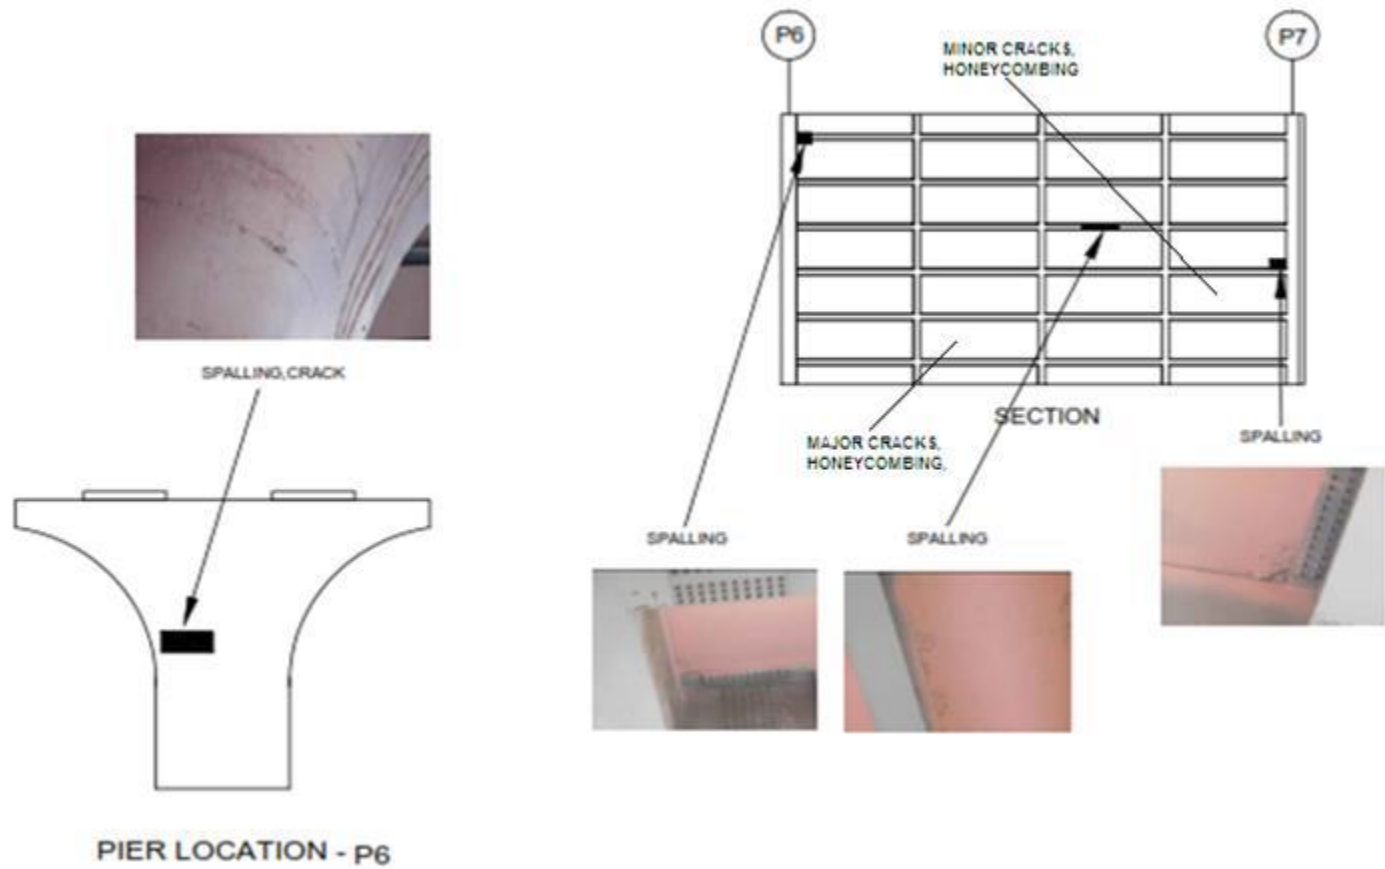 P6
P7
MINOR CRACKS,
HONEYCOMBING
SPALLING,CRACK
SECTION
MAJOR CRACKS,
HONEYCOMBING,
SPALLING
SPALLING
SPALLING
PIER LOCATION - P6